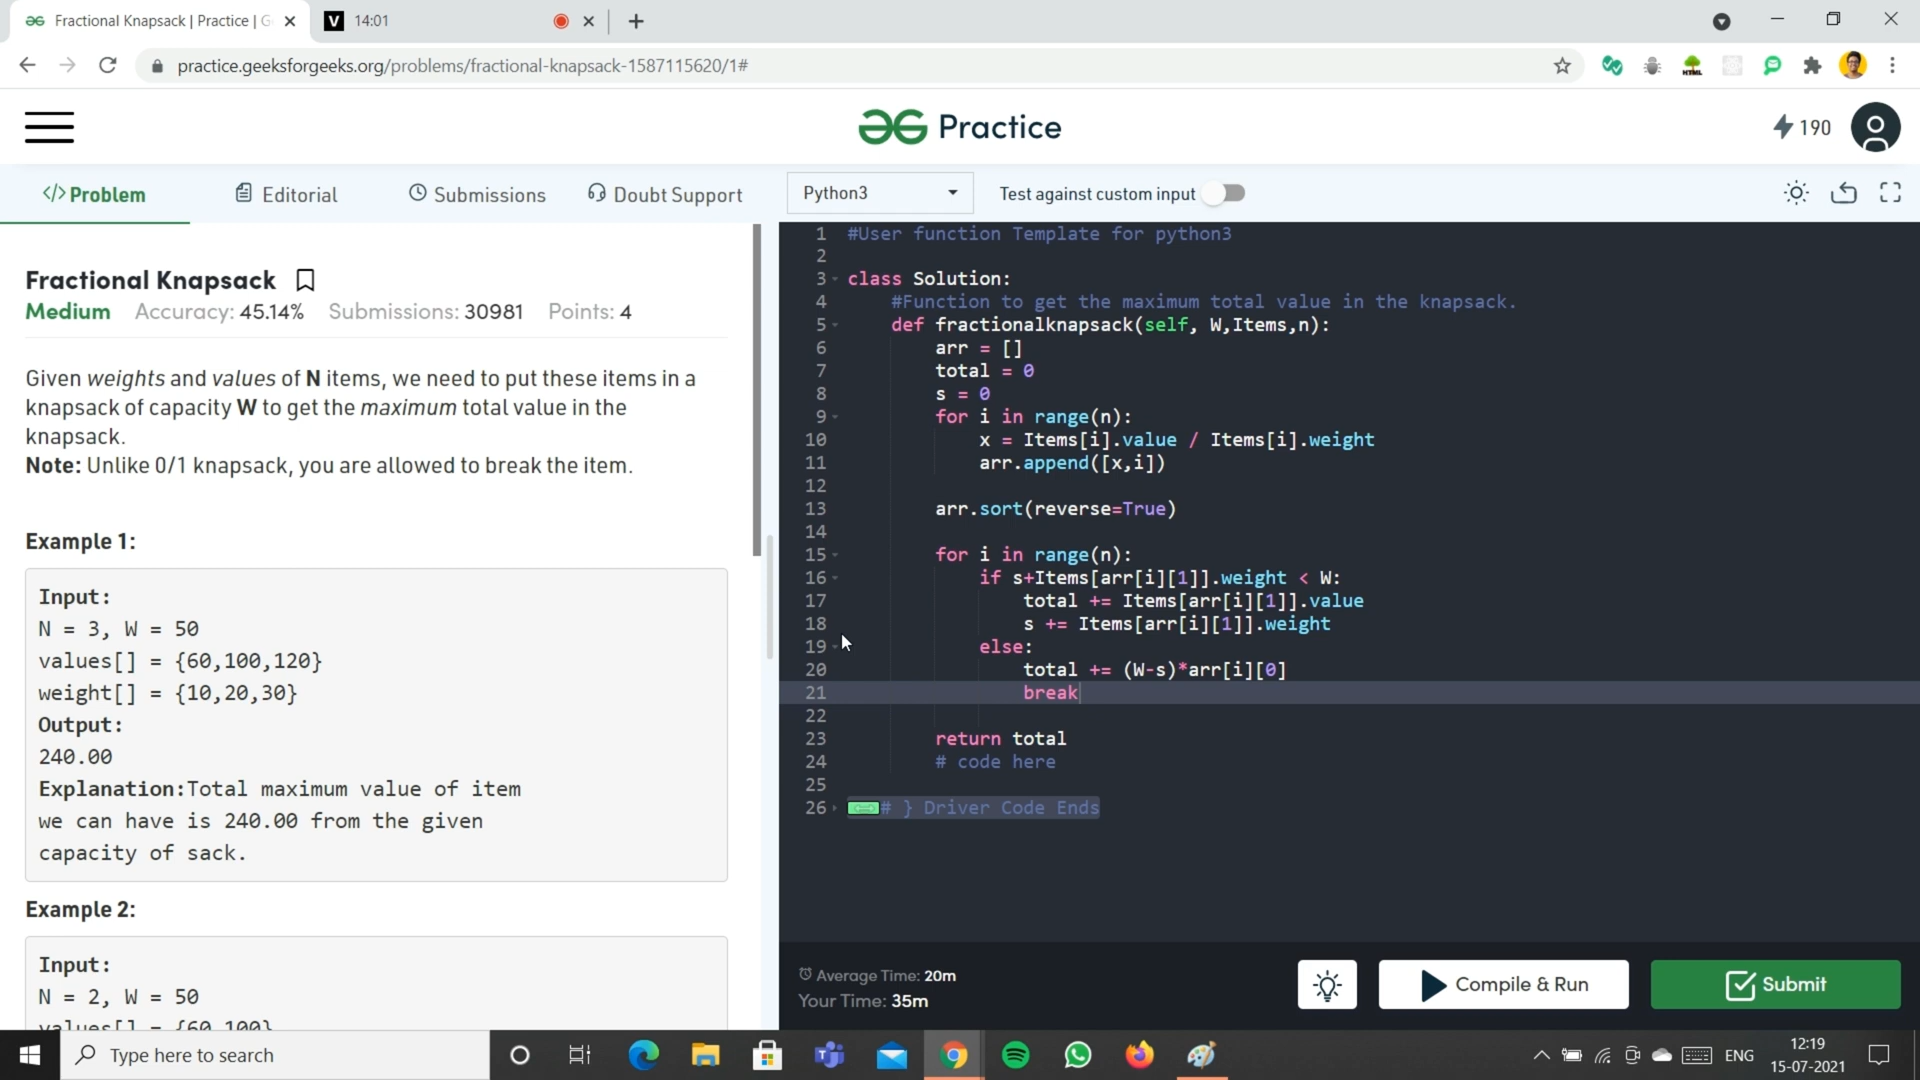 Fractional Knapsack | Practice | G
14:01
practice.geeksforgeeks.org/problems/fractional-knapsack-1587115620/1#
Practice
190
</> Problem
Editorial
Submissions
Doubt Support
Python3
Test against custom input
Fractional Knapsack
Medium Accuracy: 45.14% Submissions: 30981 Points: 4
Given weights and values of N items, we need to put these items in a
knapsack of capacity W to get the maximum total value in the
knapsack.
Note: Unlike 0/1 knapsack, you are allowed to break the item.
Example 1:
Input:
N = 3, W = 50
values[] = {60,100,120}
weight[] = {10,20,30}
Output:
240.00
Explanation:Total maximum value of item
we can have is 240.00 from the given
capacity of sack.
Example 2:
Input:
N = 2, W = 50
values[] = {60,100}
1 #User function Template for python3
2
3 class Solution:
4 #Function to get the maximum total value in the knapsack.
5 def fractionalknapsack(self, W,Items,n):
6 arr = []
7 total = 0
8 s = 0
9 for i in range(n):
10 x = Items[i].value / Items[i].weight
11 arr.append([x,i])
12
13 arr.sort(reverse=True)
14
15 for i in range(n):
16 if s+Items[arr[i][1]].weight < W:
17 total += Items[arr[i][1]].value
18 s += Items[arr[i][1]].weight
19 else:
20 total += (W-s)*arr[i][0]
21 break
22
23 return total
24 # code here
25
26 # } Driver Code Ends
Average Time: 20m
Your Time: 35m
Compile & Run
Submit
Type here to search
ENG
12:19
15-07-2021